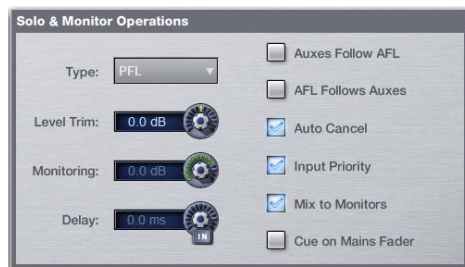 Solo & Monitor Operations
Type: PFL
Level Trim: 0.0 dB
Monitoring: 0.0 dB
Delay: 0.0 ms
IN
Auxes Follow AFL
AFL Follows Auxes
Auto Cancel
Input Priority
Mix to Monitors
Cue on Mains Fader